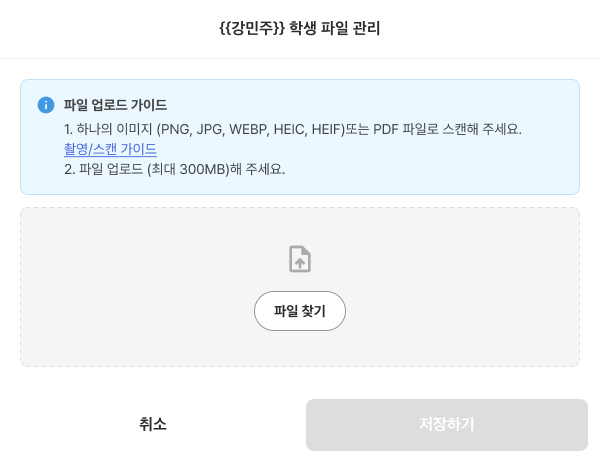 {{강민주}} 학생 파일 관리
파일 업로드 가이드
1. 하나의 이미지 (PNG, JPG, WEBP, HEIC, HEIF)또는 PDF 파일로 스캔해 주세요.
촬영/스캔 가이드
2. 파일 업로드 (최대 300MB)해 주세요.
파일 찾기
취소
저장하기